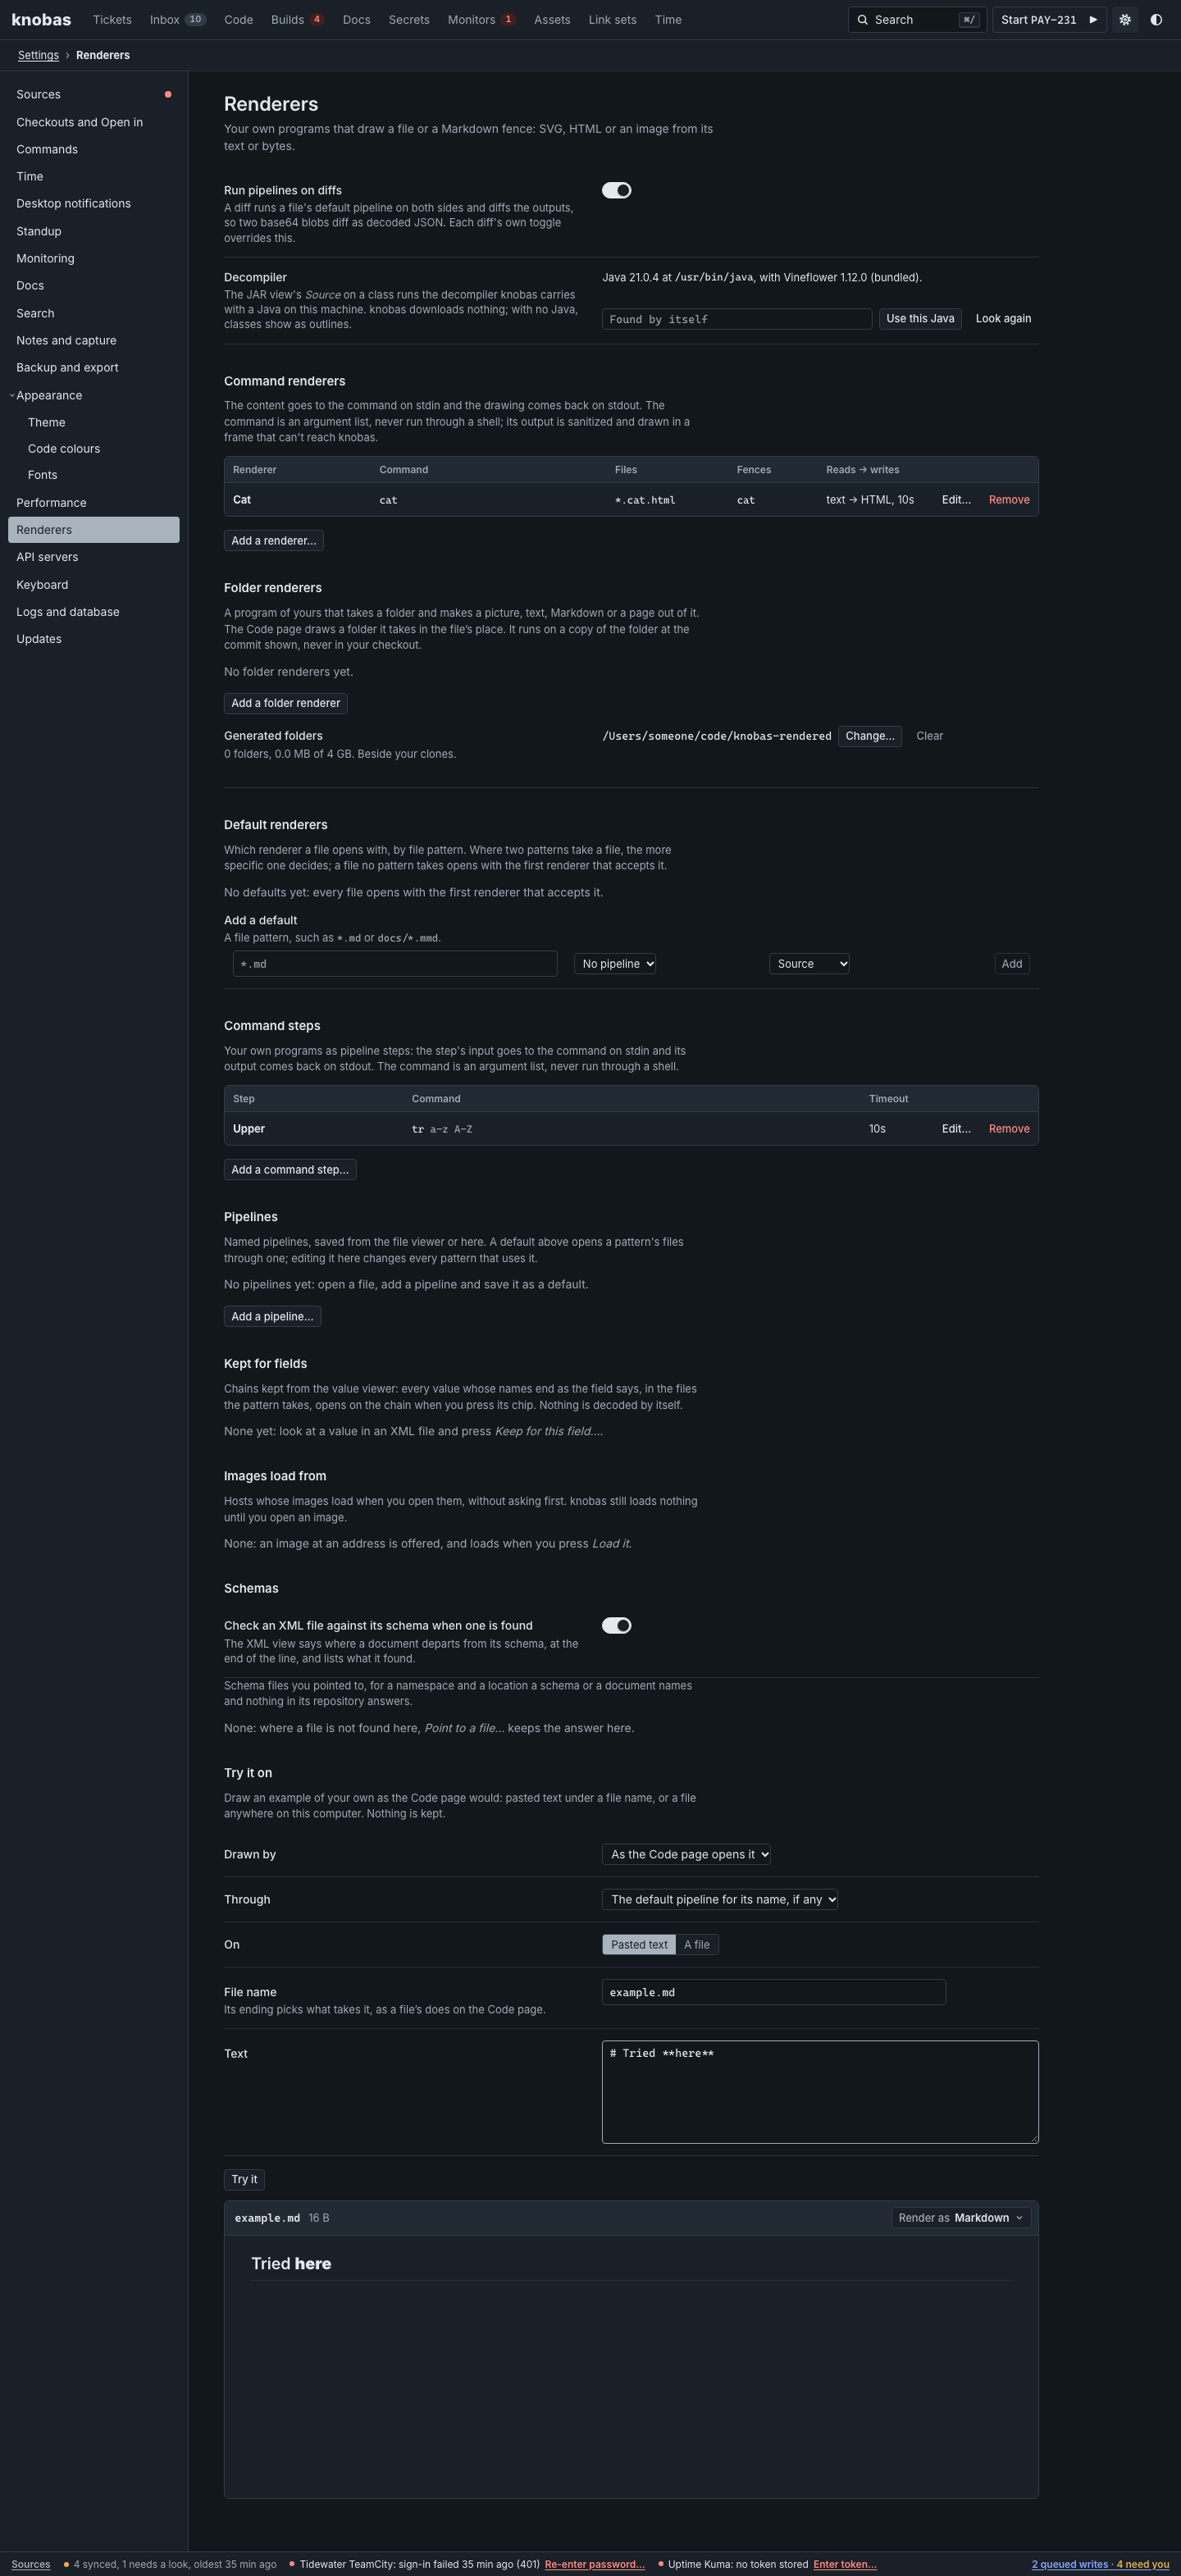 knobas Tickets Inbox 10 Code Builds 4 Docs Secrets Monitors 1 Assets Link sets Time Search ⌘/ Start PAY-231
Settings › Renderers
Sources
Checkouts and Open in
Commands
Time
Desktop notifications
Standup
Monitoring
Docs
Search
Notes and capture
Backup and export
Appearance
Theme
Code colours
Fonts
Performance
Renderers
API servers
Keyboard
Logs and database
Updates
Renderers
Your own programs that draw a file or a Markdown fence: SVG, HTML or an image from its
text or bytes.
Run pipelines on diffs
A diff runs a file's default pipeline on both sides and diffs the outputs,
so two base64 blobs diff as decoded JSON. Each diff's own toggle
overrides this.
Decompiler
The JAR view's Source on a class runs the decompiler knobas carries
with a Java on this machine. knobas downloads nothing; with no Java,
classes show as outlines.
Java 21.0.4 at /usr/bin/java, with Vineflower 1.12.0 (bundled).
Found by itself Use this Java Look again
Command renderers
The content goes to the command on stdin and the drawing comes back on stdout. The
command is an argument list, never run through a shell; its output is sanitized and drawn in a
frame that can't reach knobas.
Renderer Command Files Fences Reads → writes
Cat cat *.cat.html cat text → HTML, 10s Edit... Remove
Add a renderer...
Folder renderers
A program of yours that takes a folder and makes a picture, text, Markdown or a page out of it.
The Code page draws a folder it takes in the file's place. It runs on a copy of the folder at the
commit shown, never in your checkout.
No folder renderers yet.
Add a folder renderer
Generated folders
0 folders, 0.0 MB of 4 GB. Beside your clones.
/Users/someone/code/knobas-rendered Change... Clear
Default renderers
Which renderer a file opens with, by file pattern. Where two patterns take a file, the more
specific one decides; a file no pattern takes opens with the first renderer that accepts it.
No defaults yet: every file opens with the first renderer that accepts it.
Add a default
A file pattern, such as *.md or docs/*.mmd.
*.md No pipeline Source Add
Command steps
Your own programs as pipeline steps: the step's input goes to the command on stdin and its
output comes back on stdout. The command is an argument list, never run through a shell.
Step Command Timeout
Upper tr a-z A-Z 10s Edit... Remove
Add a command step...
Pipelines
Named pipelines, saved from the file viewer or here. A default above opens a pattern's files
through one; editing it here changes every pattern that uses it.
No pipelines yet: open a file, add a pipeline and save it as a default.
Add a pipeline...
Kept for fields
Chains kept from the value viewer: every value whose names end as the field says, in the files
the pattern takes, opens on the chain when you press its chip. Nothing is decoded by itself.
None yet: look at a value in an XML file and press Keep for this field....
Images load from
Hosts whose images load when you open them, without asking first. knobas still loads nothing
until you open an image.
None: an image at an address is offered, and loads when you press Load it.
Schemas
Check an XML file against its schema when one is found
The XML view says where a document departs from its schema, at the
end of the line, and lists what it found.
Schema files you pointed to, for a namespace and a location a schema or a document names
and nothing in its repository answers.
None: where a file is not found here, Point to a file... keeps the answer here.
Try it on
Draw an example of your own as the Code page would: pasted text under a file name, or a file
anywhere on this computer. Nothing is kept.
Drawn by As the Code page opens it
Through The default pipeline for its name, if any
On Pasted text A file
File name example.md
Its ending picks what takes it, as a file's does on the Code page.
Text # Tried **here**
Try it
example.md 16 B Render as Markdown
Tried here
Sources 4 synced, 1 needs a look, oldest 35 min ago Tidewater TeamCity: sign-in failed 35 min ago (401) Re-enter password... Uptime Kuma: no token stored Enter token... 2 queued writes · 4 need you